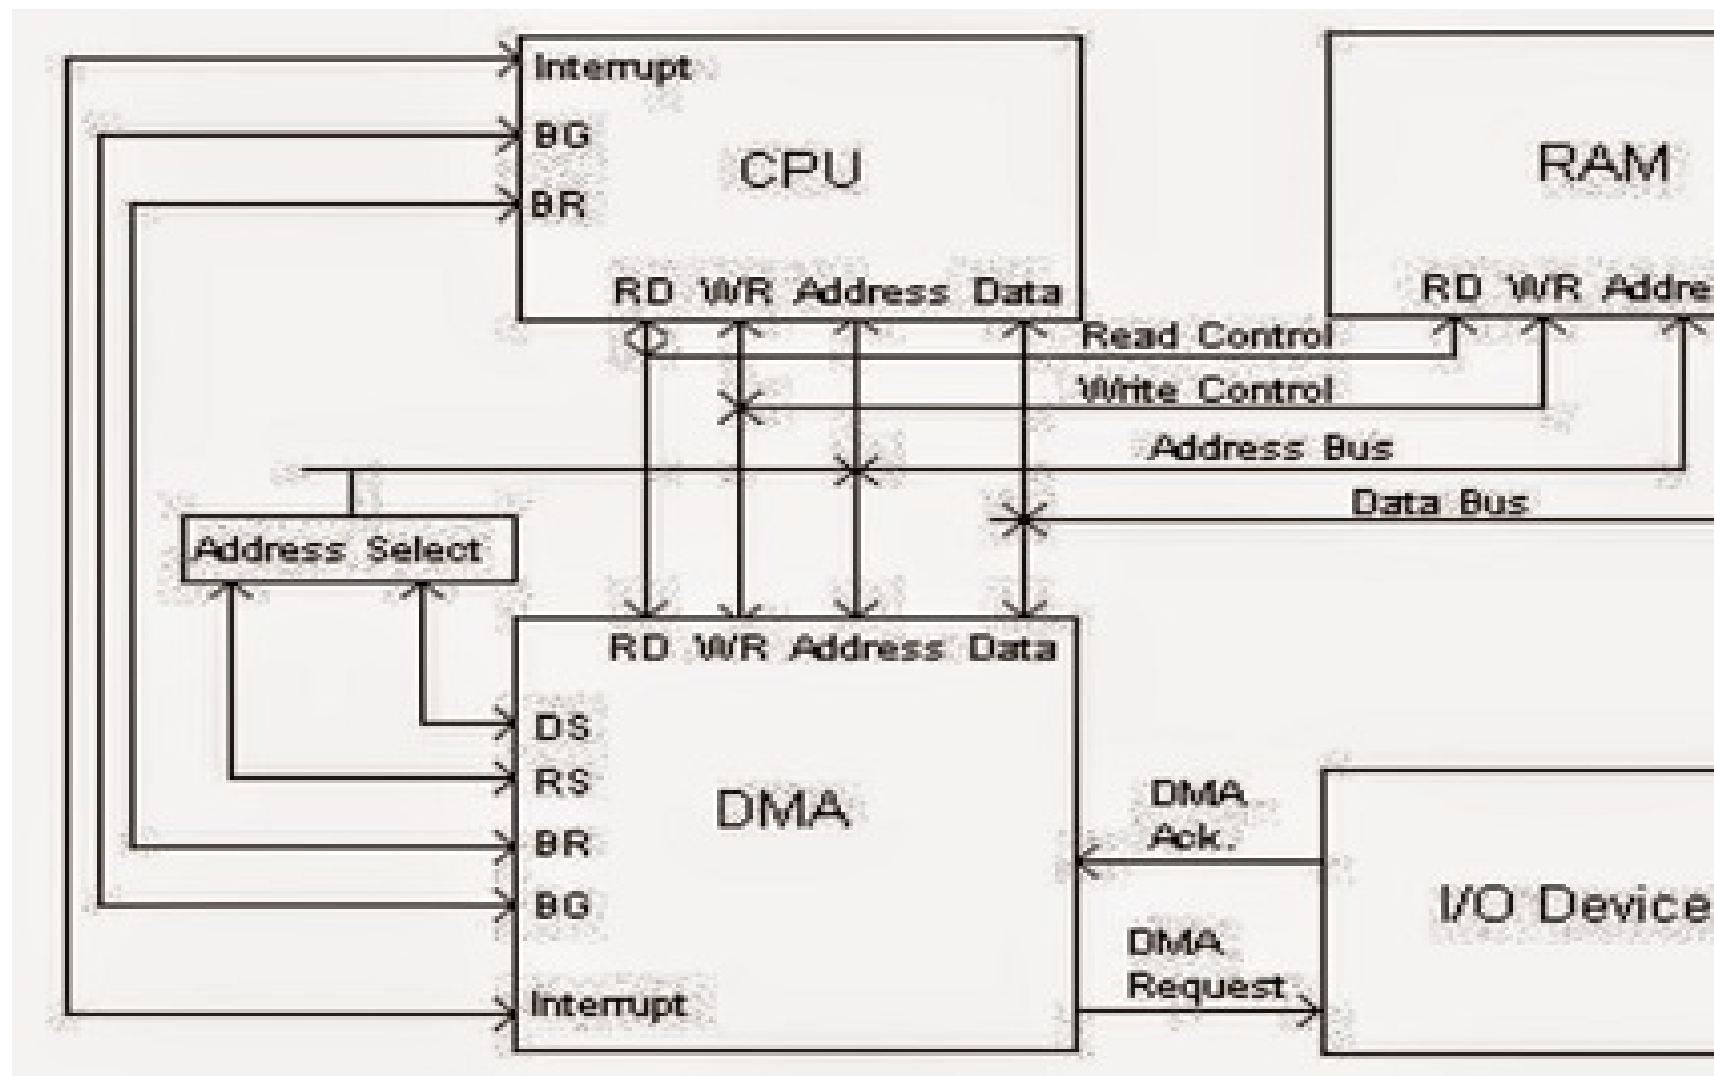 Interrupt
BG
CPU
RAM
BR
RD WR Address Data
RD WR Addre
Read Control
Write Control
Address Bus
Data Bus
Address Select
RD WR Address Data
DS
RS
DMA
DMA
Ack.
BR
BG
I/O Device
DMA
Request
Interrupt